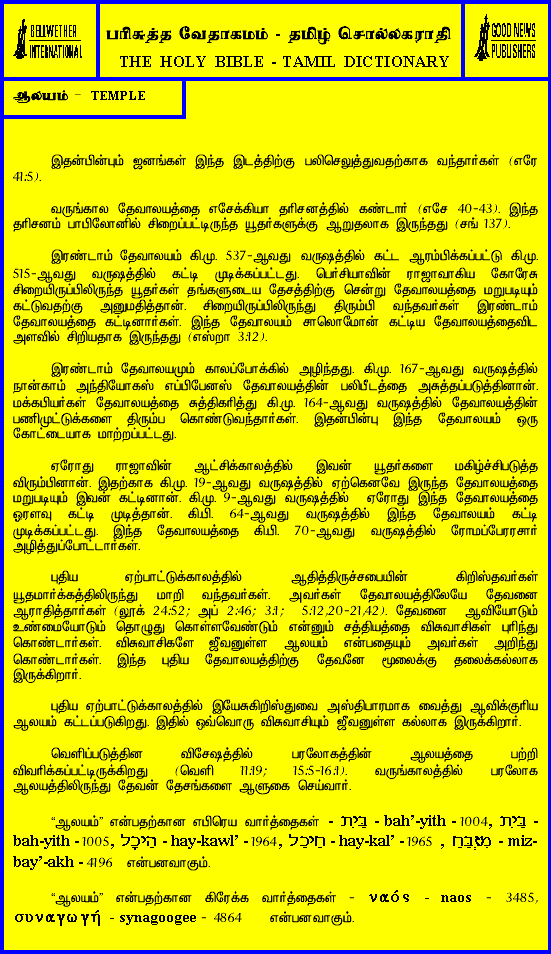 BELLWETHER
INTERNATIONAL
பரிசுத்த வேதாகமம் - தமிழ் சொல்லகராதி
THE HOLY BIBLE - TAMIL DICTIONARY
GOOD NEWS
PUBLISHERS
ஆலயம் - TEMPLE
இதன்பின்பும் ஜனங்கள் இந்த இடத்திற்கு பலிசெலுத்துவதற்காக வந்தார்கள் (எரே
41:5).
வருங்கால தேவாலயத்தை எசேக்கியா தரிசனத்தில் கண்டார் (எசே 40-43). இந்த
தரிசனம் பாபிலோனில் சிறைப்பட்டிருந்த யூதர்களுக்கு ஆறுதலாக இருந்தது (சங் 137).
இரண்டாம் தேவாலயம் கி.மு. 537-ஆவது வருஷத்தில் கட்ட ஆரம்பிக்கப்பட்டு கி.மு.
515-ஆவது வருஷத்தில் கட்டி முடிக்கப்பட்டது. பெர்சியாவின் ராஜாவாகிய கோரேசு
சிறையிருப்பிலிருந்த யூதர்கள் தங்களுடைய தேசத்திற்கு சென்று தேவாலயத்தை மறுபடியும்
கட்டுவதற்கு அனுமதித்தான். சிறையிருப்பிலிருந்து திரும்பி வந்தவர்கள் இரண்டாம்
தேவாலயத்தை கட்டினார்கள். இந்த தேவாலயம் சாலொமோன் கட்டிய தேவாலயத்தைவிட
அளவில் சிறியதாக இருந்தது (எஸ்றா 3:12).
இரண்டாம் தேவாலயமும் காலப்போக்கில் அழிந்தது. கி.மு. 167-ஆவது வருஷத்தில்
நான்காம் அந்தியோகஸ் எப்பிபேனஸ் தேவாலயத்தின் பலிபீடத்தை அசுத்தப்படுத்தினான்.
மக்கபியர்கள் தேவாலயத்தை சுத்திகரித்து கி.மு. 164-ஆவது வருஷத்தில் தேவாலயத்தின்
பணிமுட்டுக்களை திரும்ப கொண்டுவந்தார்கள். இதன்பின்பு இந்த தேவாலயம் ஒரு
கோட்டையாக மாற்றப்பட்டது.
ஏரோது ராஜாவின் ஆட்சிக்காலத்தில் இவன் யூதர்களை மகிழ்ச்சிபடுத்த
விரும்பினான். இதற்காக கி.மு. 19-ஆவது வருஷத்தில் ஏற்கெனவே இருந்த தேவாலயத்தை
மறுபடியும் இவன் கட்டினான். கி.மு. 9-ஆவது வருஷத்தில் ஏரோது இந்த தேவாலயத்தை
ஓரளவு கட்டி முடித்தான். கி.பி. 64-ஆவது வருஷத்தில் இந்த தேவாலயம் கட்டி
முடிக்கப்பட்டது. இந்த தேவாலயத்தை கி.பி. 70-ஆவது வருஷத்தில் ரோமப்பேரரசார்
அழித்துப்போட்டார்கள்.
புதிய ஏற்பாட்டுக்காலத்தில் ஆதித்திருச்சபையின் கிறிஸ்தவர்கள்
யூதமார்க்கத்திலிருந்து மாறி வந்தவர்கள். அவர்கள் தேவாலயத்திலேயே தேவனை
ஆராதித்தார்கள் (லூக் 24:52; அப் 2:46; 3:1; 5:12,20-21,42). தேவனை ஆவியோடும்
உண்மையோடும் தொழுது கொள்ளவேண்டும் என்னும் சத்தியத்தை விசுவாசிகள் புரிந்து
கொண்டார்கள். விசுவாசிகளே ஜீவனுள்ள ஆலயம் என்பதையும் அவர்கள் அறிந்து
கொண்டார்கள். இந்த புதிய தேவாலயத்திற்கு தேவனே மூலைக்கு தலைக்கல்லாக
இருக்கிறார்.
புதிய ஏற்பாட்டுக்காலத்தில் இயேசுகிறிஸ்துவை அஸ்திபாரமாக வைத்து ஆவிக்குரிய
ஆலயம் கட்டப்படுகிறது. இதில் ஒவ்வொரு விசுவாசியும் ஜீவனுள்ள கல்லாக இருக்கிறார்.
வெளிப்படுத்தின விசேஷத்தில் பரலோகத்தின் ஆலயத்தை பற்றி
விவரிக்கப்பட்டிருக்கிறது (வெளி 11:19; 15:5-16:1). வருங்காலத்தில் பரலோக
ஆலயத்திலிருந்து தேவன் தேசங்களை ஆளுகை செய்வார்.
“ஆலயம்” என்பதற்கான எபிரெய வார்த்தைகள் - בַּיִת - bah’-yith - 1004, בַּיִת -
bah-yith - 1005, הֵיכָל - hay-kawl’ - 1964, חֵיכַל - hay-kal’ - 1965 , מִזְבֵּחַ - miz-
bay’-akh - 4196 என்பனவாகும்.
“ஆலயம்” என்பதற்கான கிரேக்க வார்த்தைகள் - ναός - naos - 3485,
συναγωγή - synagoogee - 4864 என்பனவாகும்.